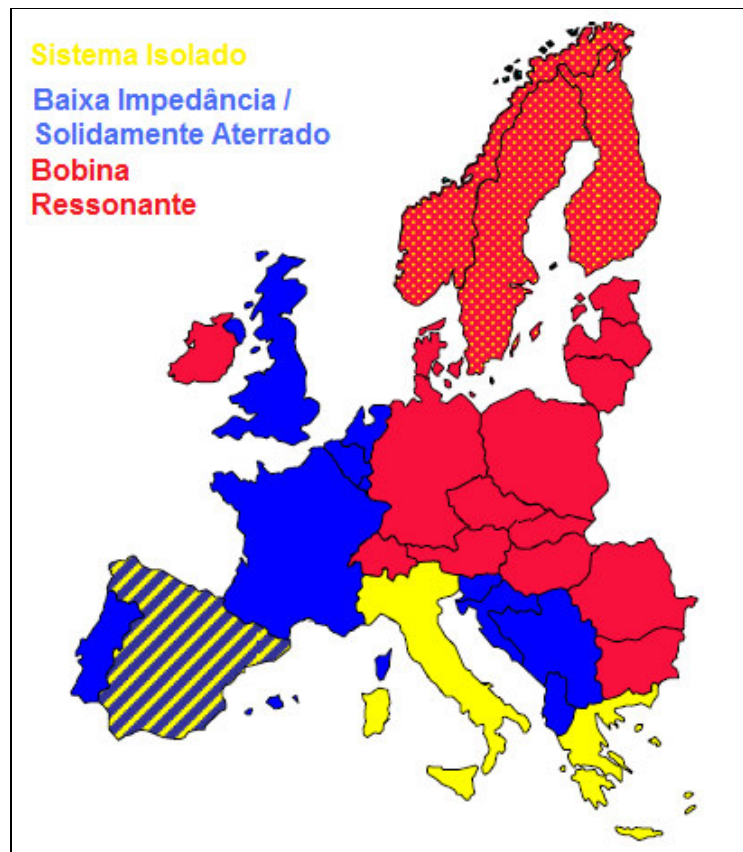 Sistema Isolado
Baixa Impedância /
Solidamente Aterrado
Bobina
Ressonante